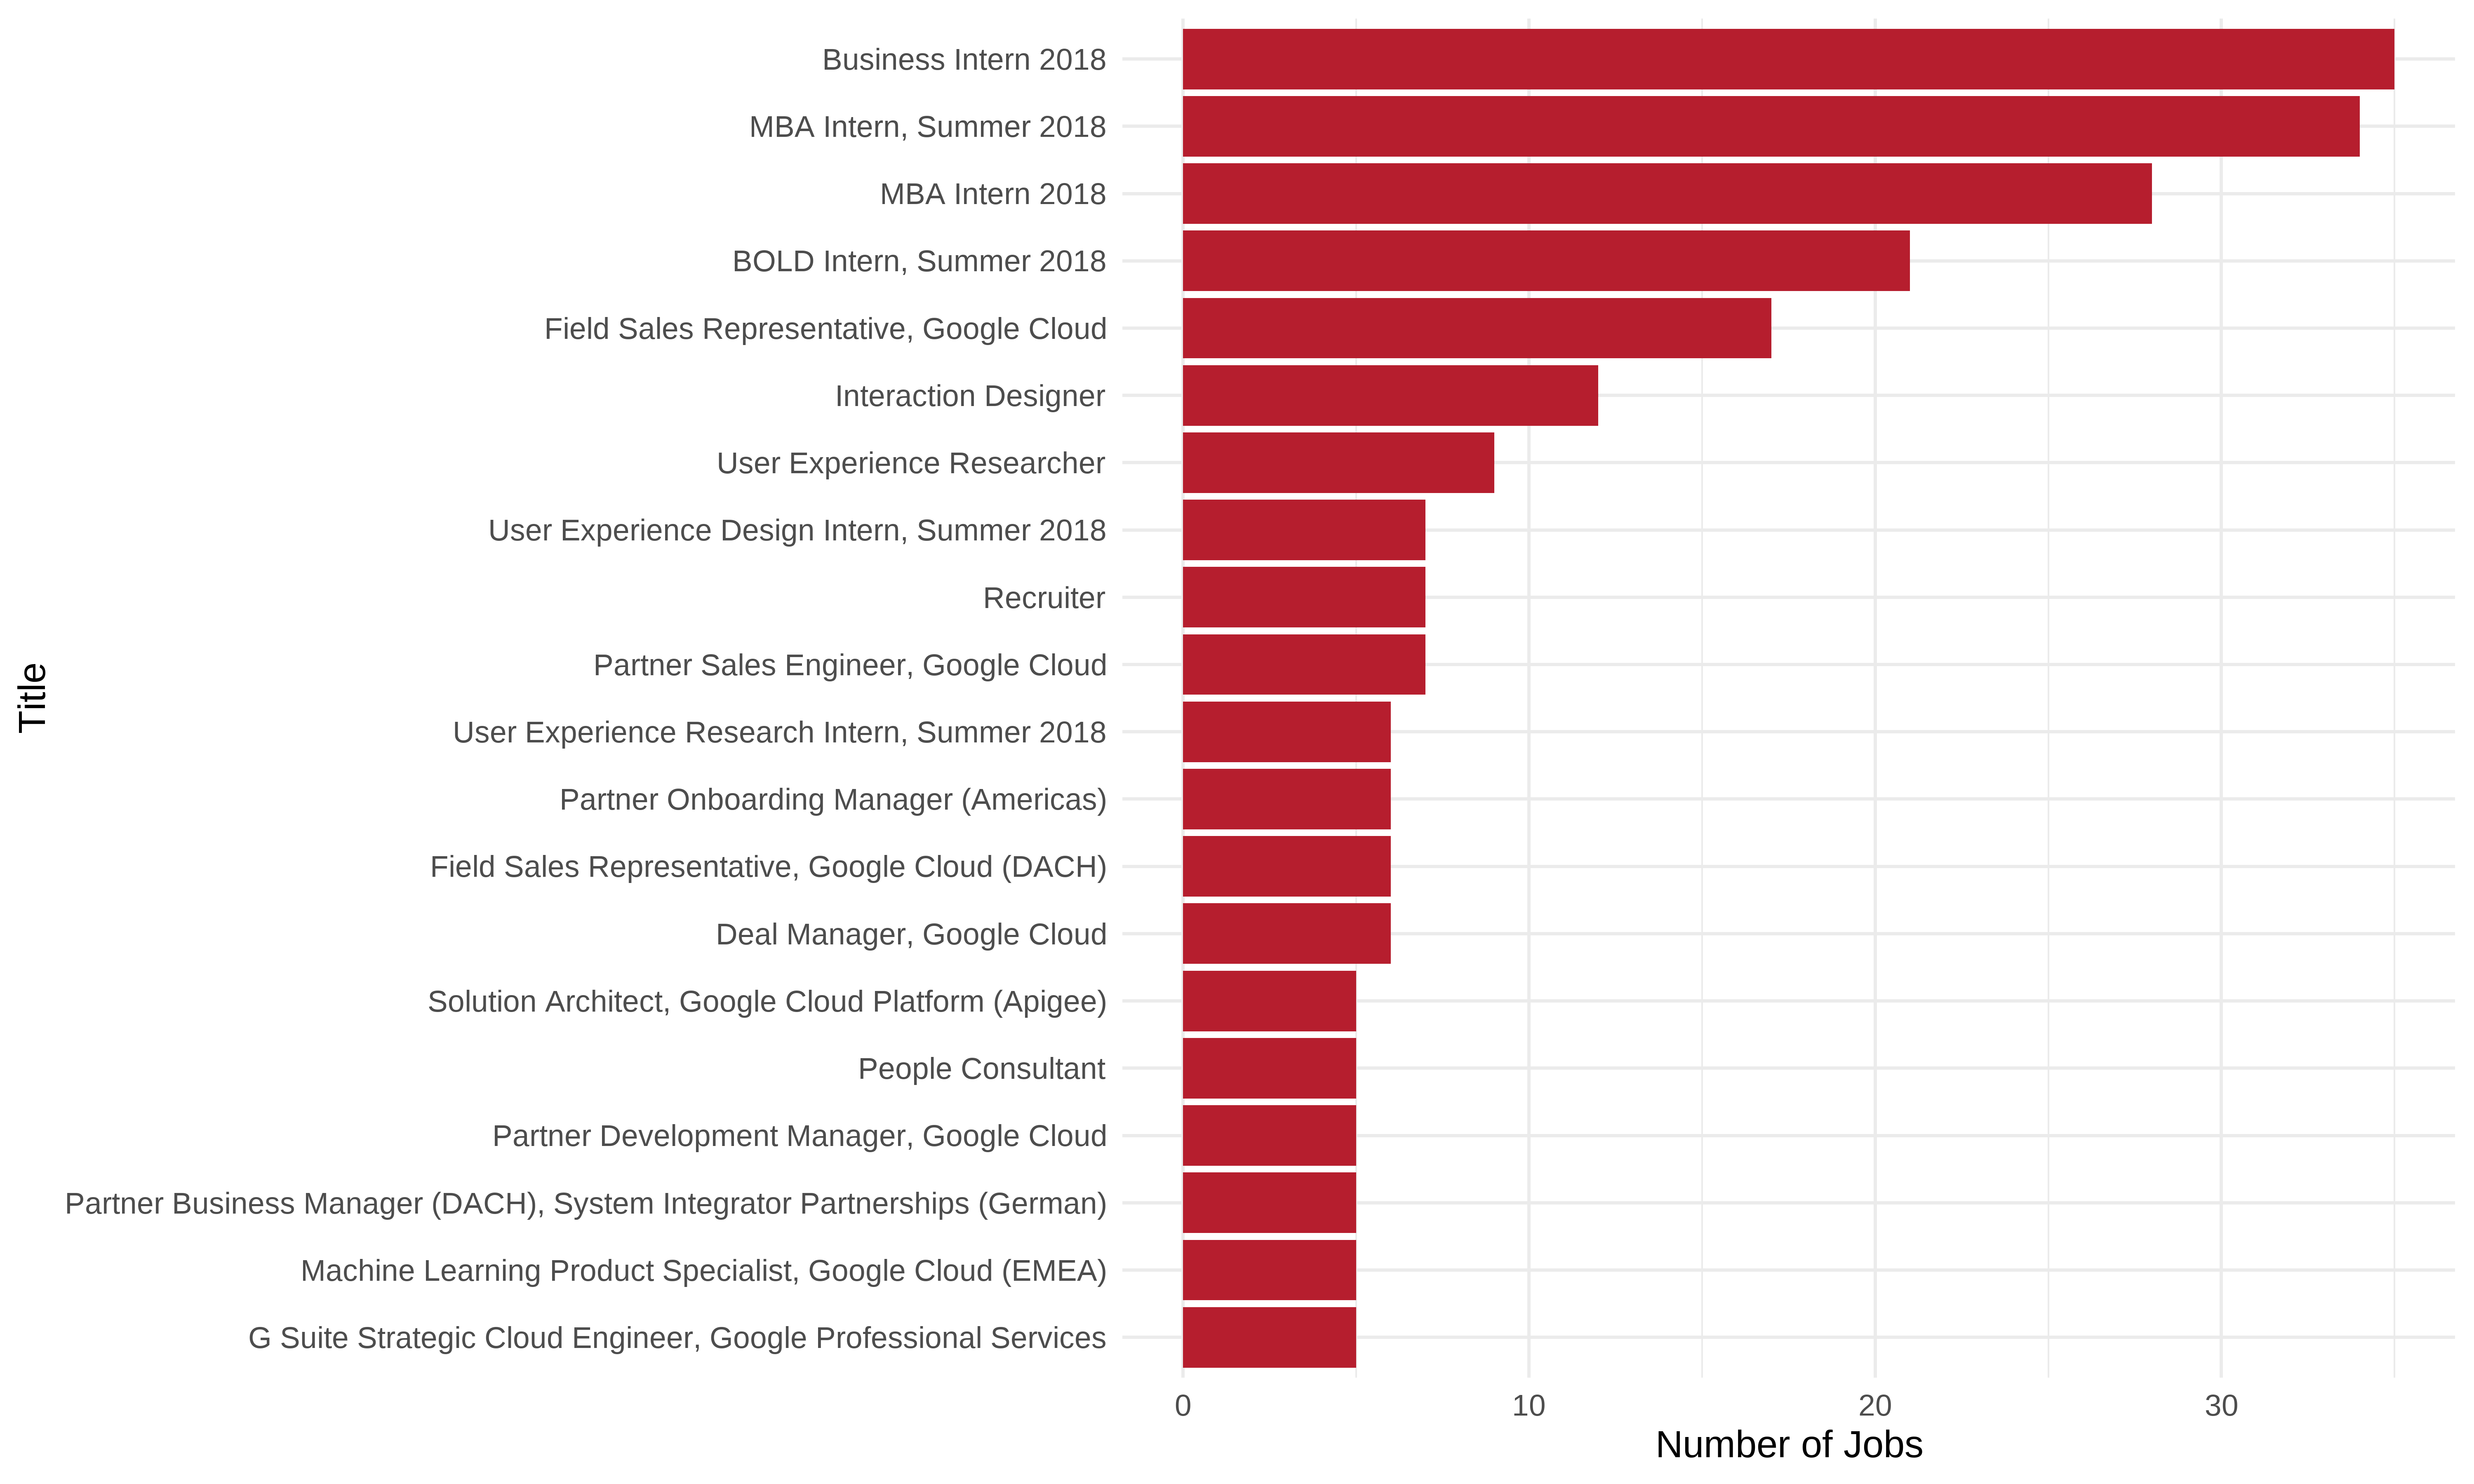 Business Intern 2018
MBA Intern, Summer 2018
MBA Intern 2018
BOLD Intern, Summer 2018
Field Sales Representative, Google Cloud
Interaction Designer
User Experience Researcher
User Experience Design Intern, Summer 2018
Recruiter
Partner Sales Engineer, Google Cloud
User Experience Research Intern, Summer 2018
Partner Onboarding Manager (Americas)
Field Sales Representative, Google Cloud (DACH)
Deal Manager, Google Cloud
Solution Architect, Google Cloud Platform (Apigee)
People Consultant
Partner Development Manager, Google Cloud
Partner Business Manager (DACH), System Integrator Partnerships (German)
Machine Learning Product Specialist, Google Cloud (EMEA)
G Suite Strategic Cloud Engineer, Google Professional Services
Title
0 10 20 30
Number of Jobs